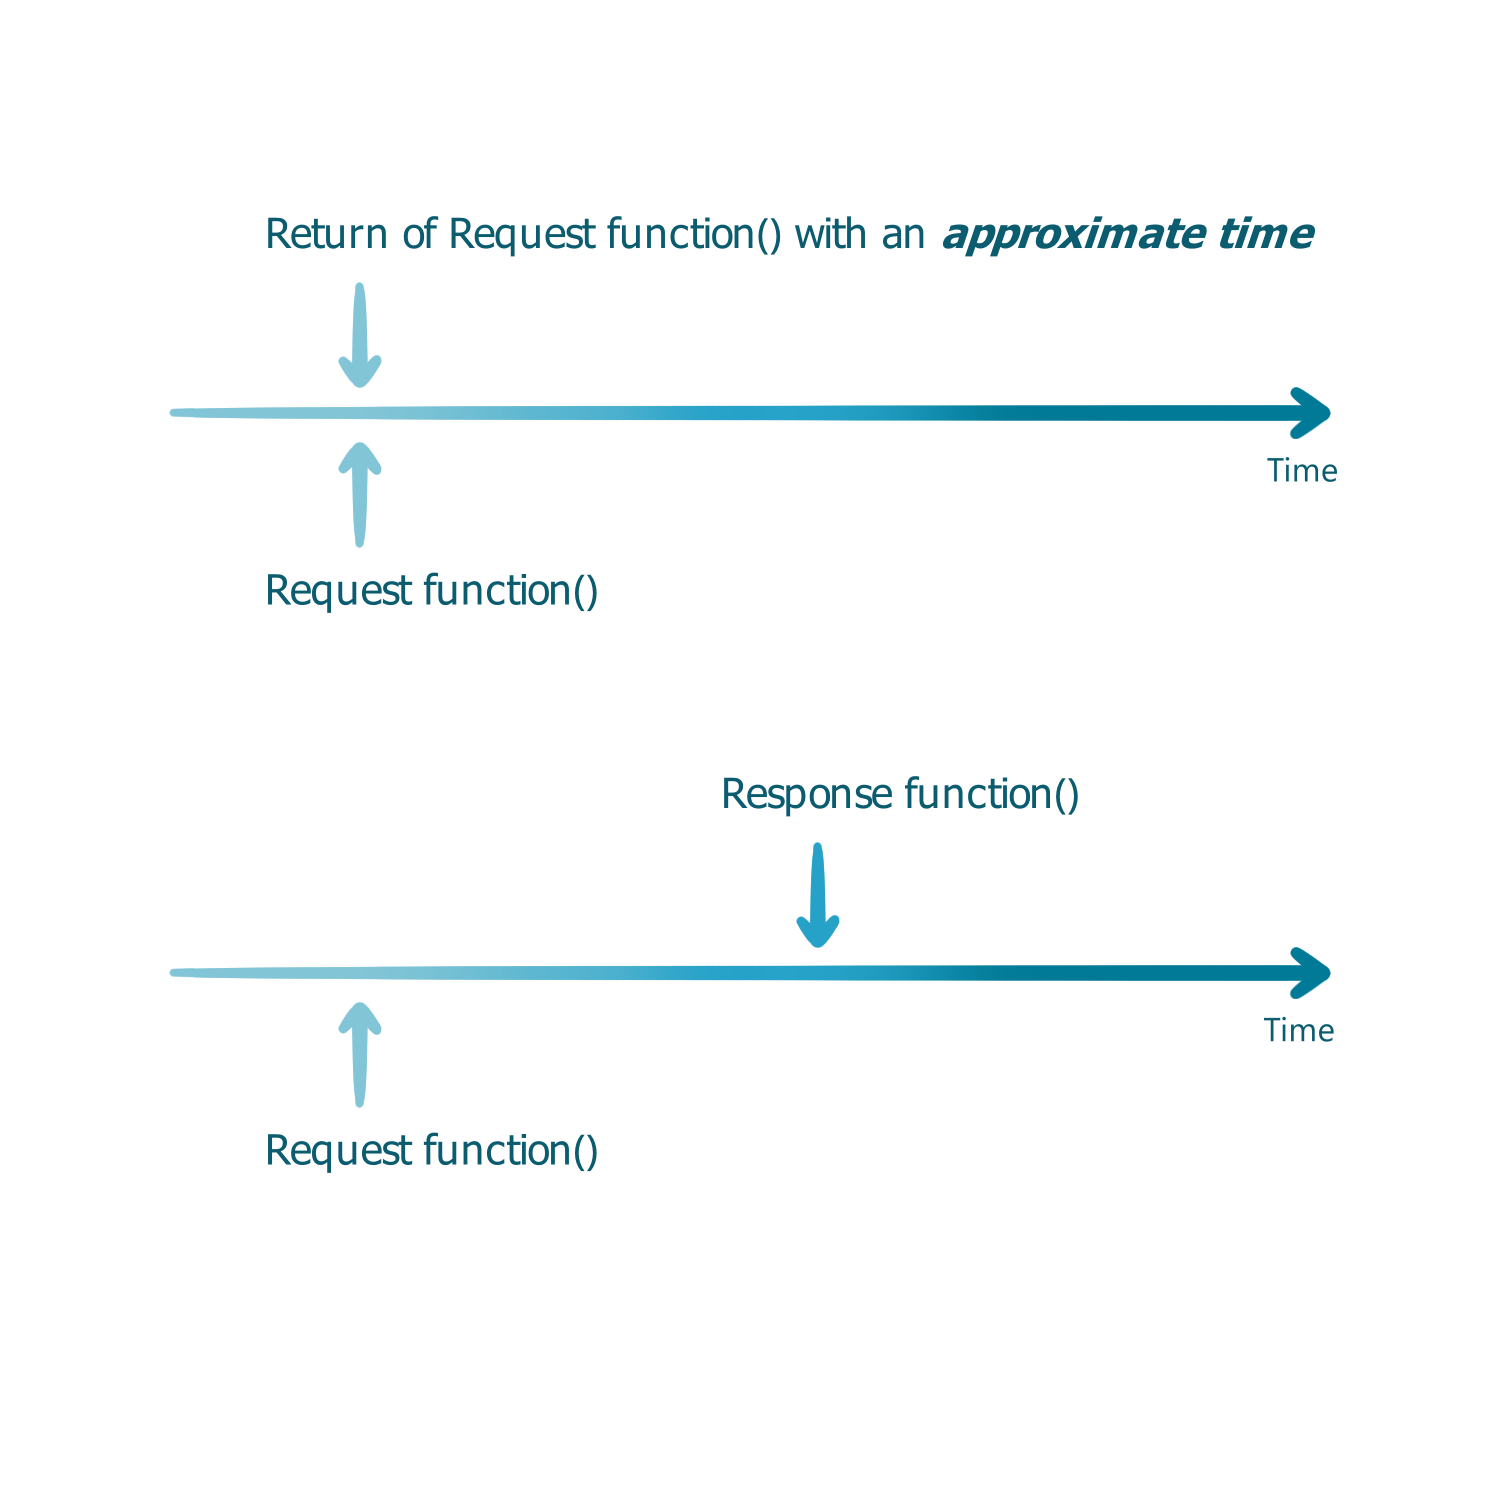 Return of Request function() with an approximate time
Time
Request function()
Response function()
Time
Request function()